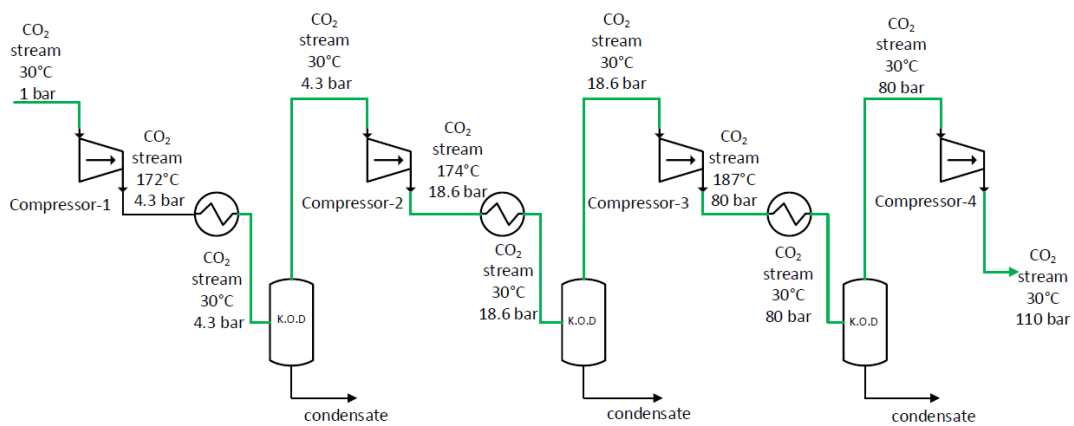 CO₂
stream
30°C
1 bar
Compressor-1
CO₂
stream
172°C
4.3 bar
CO₂
stream
30°C
4.3 bar
K.O.D
condensate
CO₂
stream
30°C
4.3 bar
Compressor-2
CO₂
stream
174°C
18.6 bar
CO₂
stream
30°C
18.6 bar
K.O.D
condensate
CO₂
stream
30°C
18.6 bar
Compressor-3
CO₂
stream
187°C
80 bar
CO₂
stream
30°C
80 bar
K.O.D
condensate
CO₂
stream
30°C
80 bar
Compressor-4
CO₂
stream
30°C
110 bar